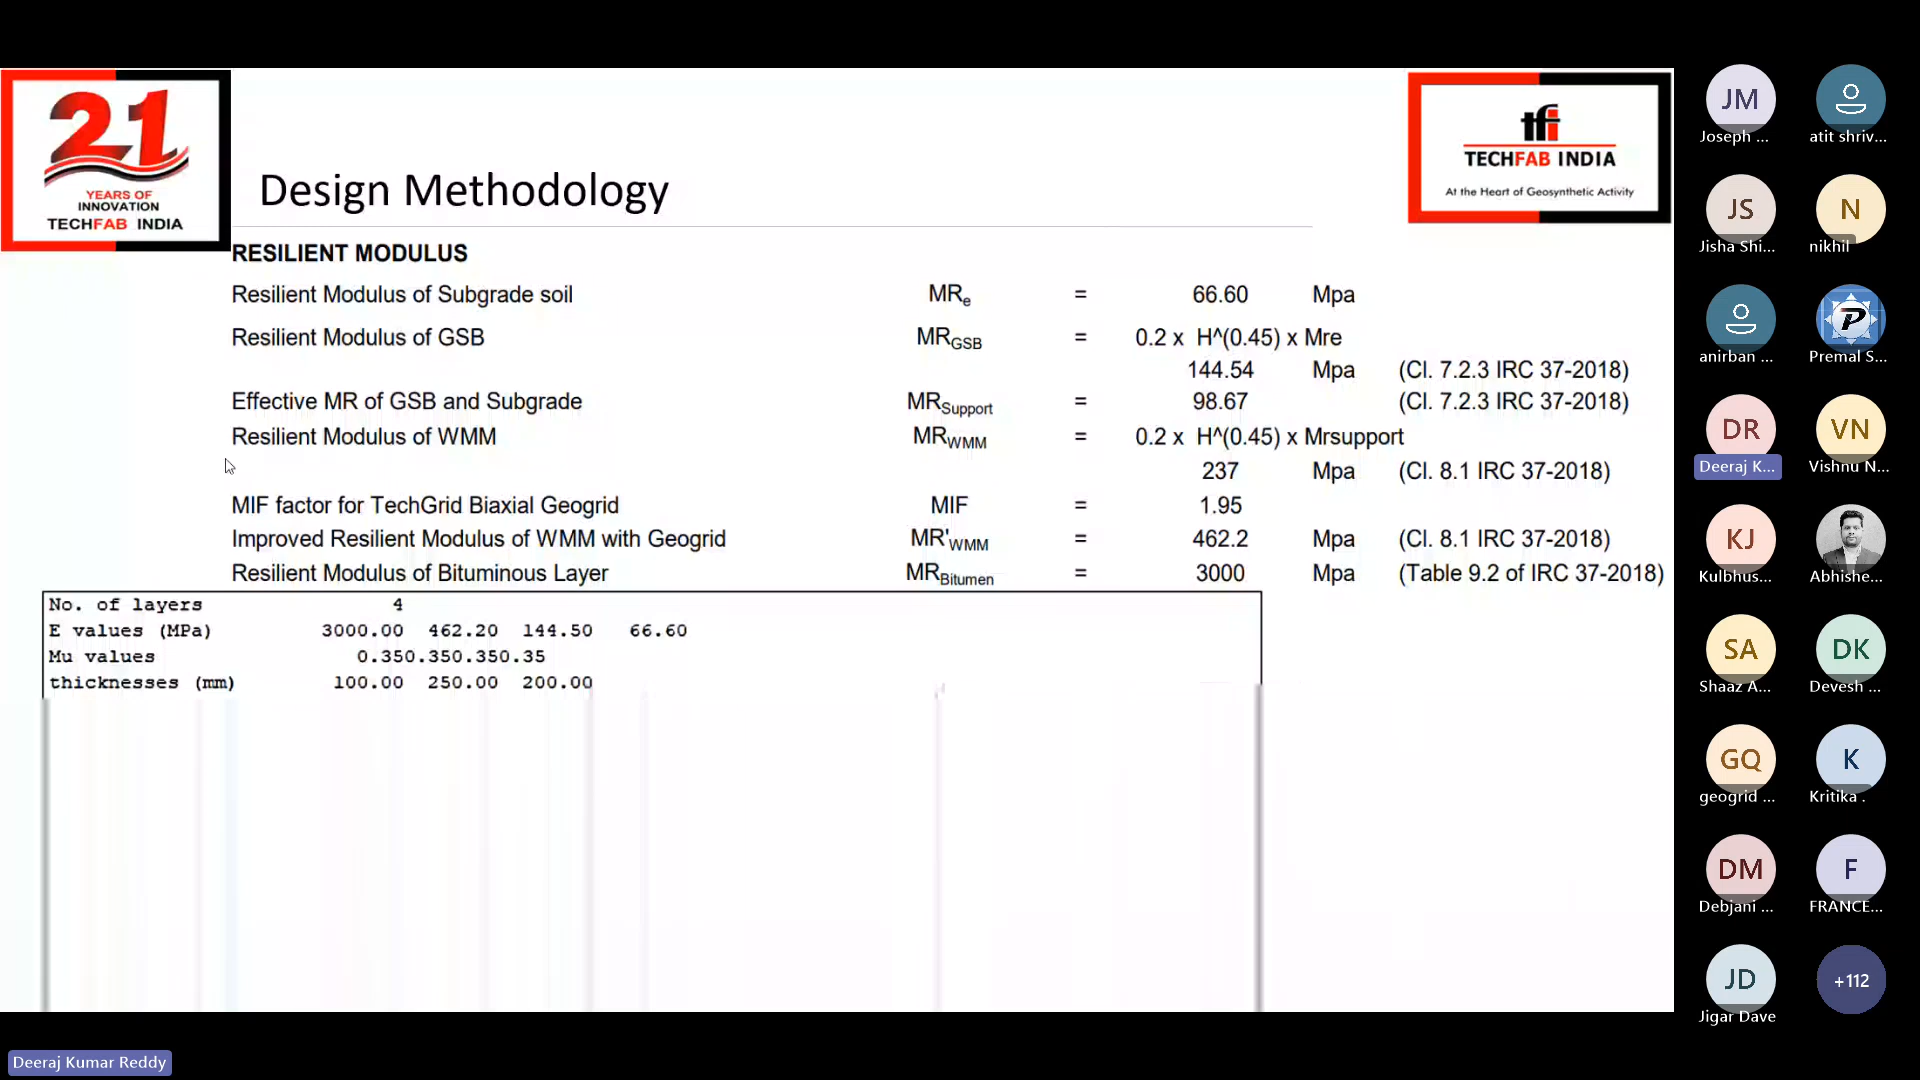 21
YEARS OF
INNOVATION
TECHFAB INDIA
tfi
TECHFAB INDIA
At the Heart of Geosynthetic Activity
Design Methodology
RESILIENT MODULUS
Resilient Modulus of Subgrade soil MRe = 66.60 Mpa
Resilient Modulus of GSB MRGSB = 0.2 x H^(0.45) x Mre
144.54 Mpa (Cl. 7.2.3 IRC 37-2018)
Effective MR of GSB and Subgrade MRSupport = 98.67 (Cl. 7.2.3 IRC 37-2018)
Resilient Modulus of WMM MRWMM = 0.2 x H^(0.45) x Mrsupport
237 Mpa (Cl. 8.1 IRC 37-2018)
MIF factor for TechGrid Biaxial Geogrid MIF = 1.95
Improved Resilient Modulus of WMM with Geogrid MR'WMM = 462.2 Mpa (Cl. 8.1 IRC 37-2018)
Resilient Modulus of Bituminous Layer MRBitumen = 3000 Mpa (Table 9.2 of IRC 37-2018)
No. of layers 4
E values (MPa) 3000.00 462.20 144.50 66.60
Mu values 0.350.350.350.35
thicknesses (mm) 100.00 250.00 200.00
JM
Joseph ... atit shriv...
JS N
Jisha Shi... nikhil
P
anirban ... Premal S...
DR VN
Deeraj K... Vishnu N...
KJ
Kulbhus... Abhishe...
SA DK
Shaaz A... Devesh ...
GQ K
geogrid ... Kritika .
DM F
Debjani ... FRANCE...
JD +112
Jigar Dave
Deeraj Kumar Reddy